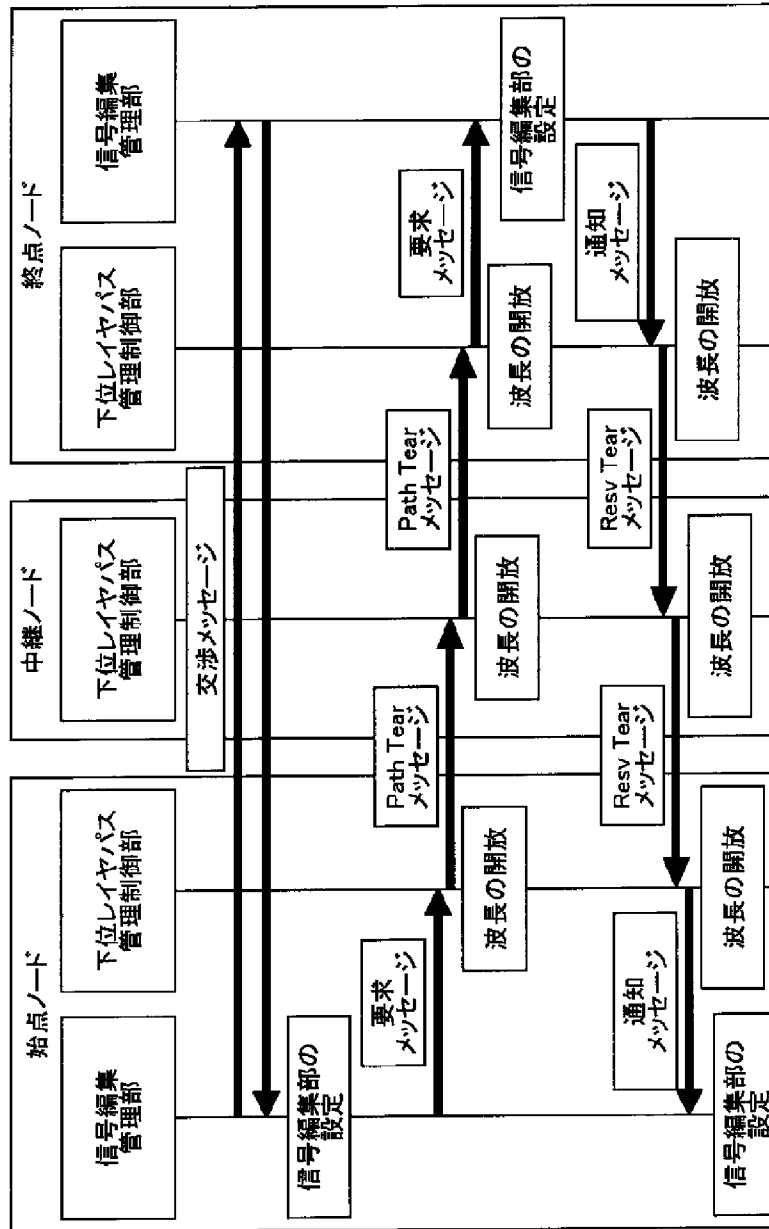 始点ノード
中継ノード
終点ノード
信号編集
管理部
下位レイヤパス
管理制御部
下位レイヤパス
管理制御部
下位レイヤパス
管理制御部
信号編集
管理部
交渉メッセージ
信号編集部の
設定
要求
メッセージ
波長の開放
Path Tear
メッセージ
波長の開放
Path Tear
メッセージ
波長の開放
要求
メッセージ
信号編集部の
設定
通知
メッセージ
波長の開放
Resv Tear
メッセージ
波長の開放
Resv Tear
メッセージ
波長の開放
通知
メッセージ
信号編集部の
設定